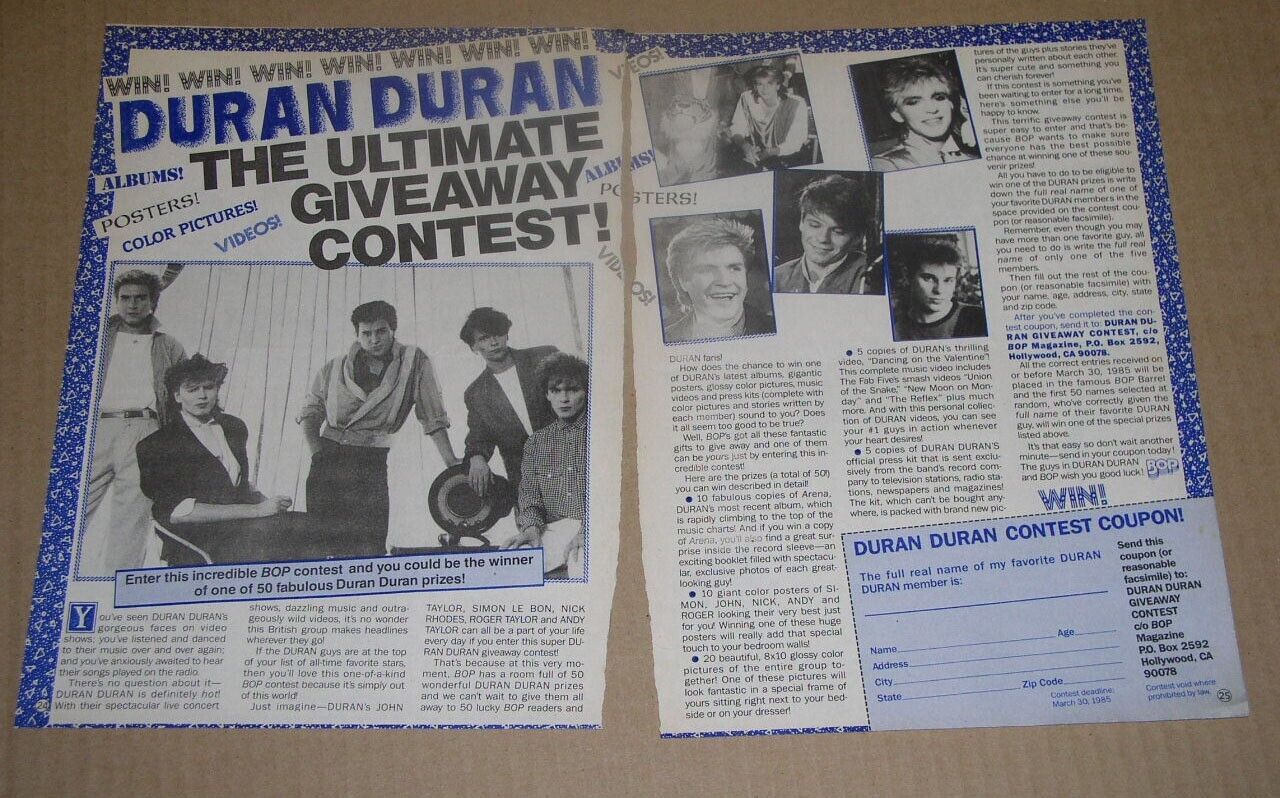 WIN! WIN! WIN! WIN! WIN! WIN! WIN!
DURAN DURAN
THE ULTIMATE
GIVEAWAY
CONTEST!
ALBUMS!
POSTERS!
COLOR PICTURES!
VIDEOS!
Enter this incredible BOP contest and you could be the winner
of one of 50 fabulous Duran Duran prizes!
You've seen DURAN DURAN's
gorgeous faces on video
shows; you've listened and danced
to their music over and over again;
and you've anxiously awaited to hear
their songs played on the radio.
There's no question about it—
DURAN DURAN is definitely hot!
With their spectacular live concert
shows, dazzling music and outra-
geously wild videos, it's no wonder
this British group makes headlines
wherever they go!
If the DURAN guys are at the top
of your list of all-time favorite stars,
then you'll love this one-of-a-kind
BOP contest because it's simply out
of this world!
Just imagine—DURAN's JOHN
TAYLOR, SIMON LE BON, NICK
RHODES, ROGER TAYLOR and ANDY
TAYLOR can all be a part of your life
every day if you enter this super DU-
RAN DURAN giveaway contest!
That's because at this very mo-
ment, BOP has a room full of 50
wonderful DURAN DURAN prizes
and we can't wait to give them all
away to 50 lucky BOP readers and
24
VIDEOS!
ALBUMS!
STERS!
VID
EOS!
DURAN fans!
How does the chance to win one
of DURAN's latest albums, gigantic
posters, glossy color pictures, music
videos and press kits (complete with
color pictures and stories written by
each member) sound to you? Does
it all seem too good to be true?
Well, BOP's got all these fantastic
gifts to give away and one of them
can be yours just by entering this in-
credible contest!
Here are the prizes (a total of 50!)
you can win described in detail!
● 10 fabulous copies of Arena,
DURAN's most recent album, which
is rapidly climbing to the top of the
music charts! And if you win a copy
of Arena, you'll also find a great sur-
prise inside the record sleeve—an
exciting booklet filled with spectacu-
lar, exclusive photos of each great-
looking guy!
● 10 giant color posters of SI-
MON, JOHN, NICK, ANDY and
ROGER looking their very best just
for you! Winning one of these huge
posters will really add that special
touch to your bedroom walls!
● 20 beautiful, 8x10 glossy color
pictures of the entire group to-
gether! One of these pictures will
look fantastic in a special frame of
yours sitting right next to your bed-
side or on your dresser!
● 5 copies of DURAN's thrilling
video, "Dancing on the Valentine"!
This complete music video includes
The Fab Five's smash videos "Union
of the Snake," "New Moon on Mon-
day" and "The Reflex" plus much
more. And with this personal collec-
tion of DURAN videos, you can see
your #1 guys in action whenever
your heart desires!
● 5 copies of DURAN DURAN'S
official press kit that is sent exclu-
sively from the band's record com-
pany to television stations, radio sta-
tions, newspapers and magazines!
The kit, which can't be bought any-
where, is packed with brand new pic-
tures of the guys plus stories they've
personally written about each other.
It's super cute and something you
can cherish forever!
If this contest is something you've
been waiting to enter for a long time,
here's something else you'll be
happy to know.
This terrific giveaway contest is
super easy to enter and that's be-
cause BOP wants to make sure
everyone has the best possible
chance at winning one of these sou-
venir prizes!
All you have to do to be eligible to
win one of the DURAN prizes is write
down the full real name of one of
your favorite DURAN members in the
space provided on the contest cou-
pon (or reasonable facsimile).
Remember, even though you may
have more than one favorite guy, all
you need to do is write the full real
name of only one of the five
members.
Then fill out the rest of the cou-
pon (or reasonable facsimile) with
your name, age, address, city, state
and zip code.
After you've completed the con-
test coupon, send it to: DURAN DU-
RAN GIVEAWAY CONTEST, c/o
BOP Magazine, P.O. Box 2592,
Hollywood, CA 90078.
All the correct entries received on
or before March 30, 1985 will be
placed in the famous BOP Barrel
and the first 50 names selected at
random, who've correctly given the
full name of their favorite DURAN
guy, will win one of the special prizes
listed above.
It's that easy so don't wait another
minute—send in your coupon today!
The guys in DURAN DURAN
and BOP wish you good luck!
BOP
WIN!
DURAN DURAN CONTEST COUPON!
The full real name of my favorite DURAN
DURAN member is:
Age
Name
Address
City
State
Zip Code
Contest deadline:
March 30, 1985
Send this
coupon (or
reasonable
facsimile) to:
DURAN DURAN
GIVEAWAY
CONTEST
c/o BOP
Magazine
P.O. Box 2592
Hollywood, CA
90078
Contest void where
prohibited by law.
25